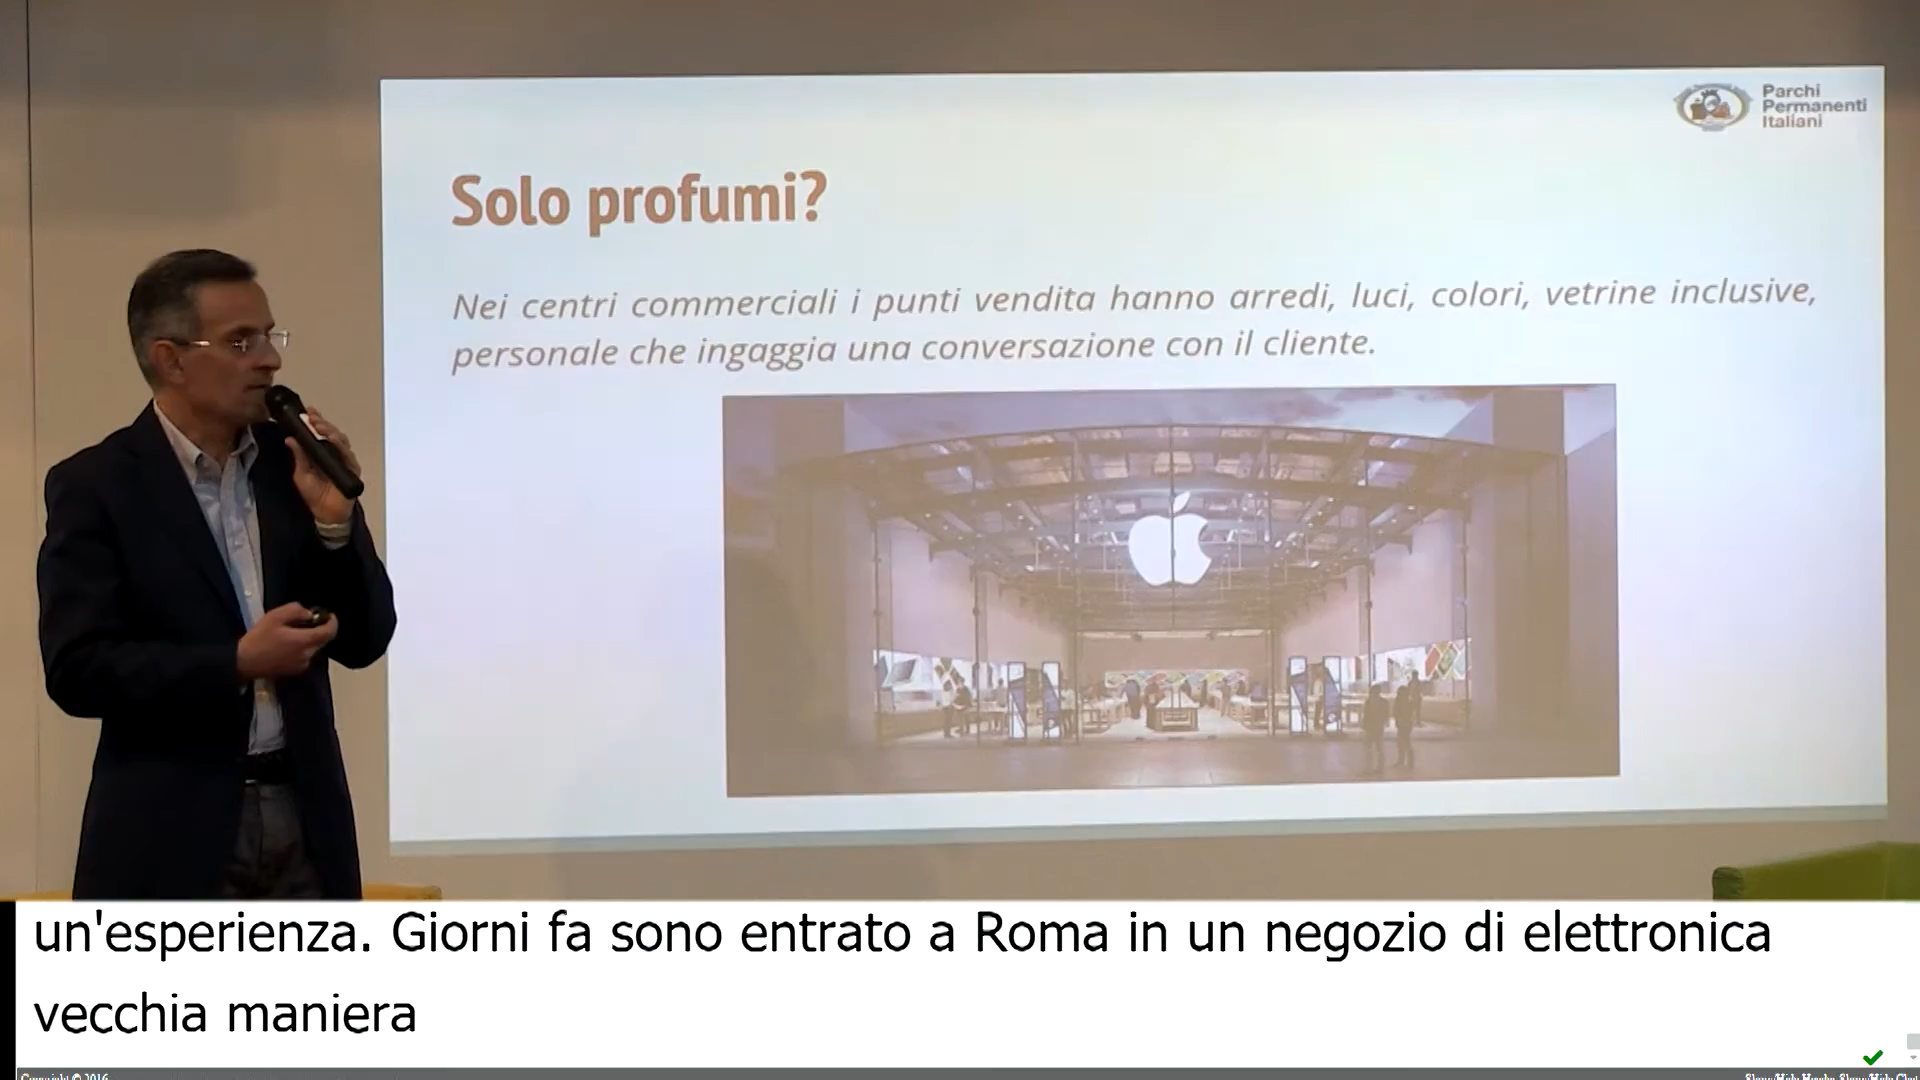 Parchi
Permanenti
Italiani
Solo profumi?
Nei centri commerciali i punti vendita hanno arredi, luci, colori, vetrine inclusive,
personale che ingaggia una conversazione con il cliente.
un'esperienza. Giorni fa sono entrato a Roma in un negozio di elettronica
vecchia maniera
Copyright © 2016